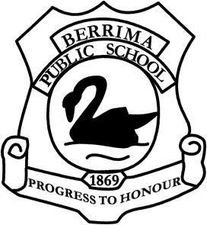 BERRIMA
PUBLIC SCHOOL
1869
PROGRESS TO HONOUR